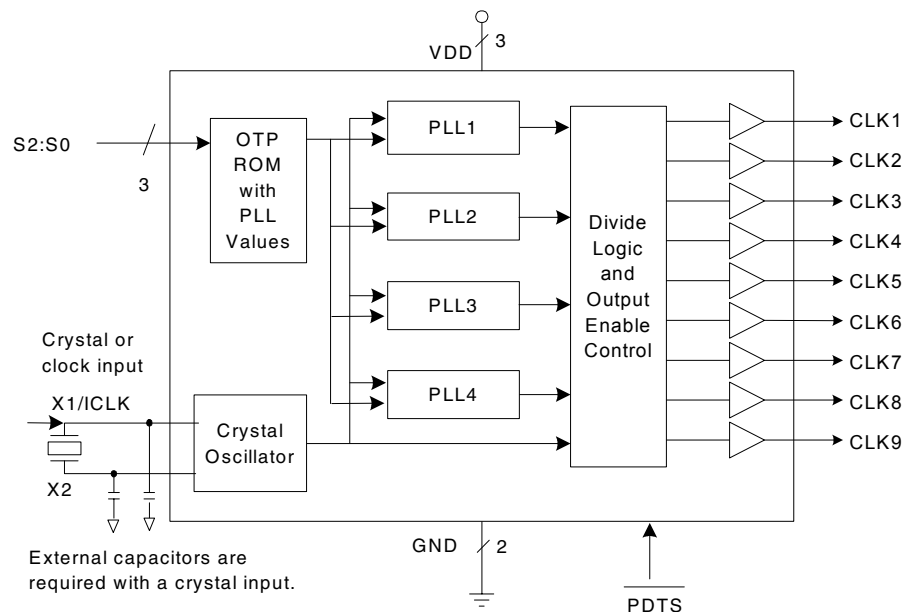 VDD
3
S2:S0
3
OTP
ROM
with
PLL
Values
PLL1
PLL2
PLL3
PLL4
Divide
Logic
and
Output
Enable
Control
CLK1
CLK2
CLK3
CLK4
CLK5
CLK6
CLK7
CLK8
CLK9
Crystal or
clock input
X1/ICLK
X2
Crystal
Oscillator
External capacitors are
required with a crystal input.
GND
2
PDTS